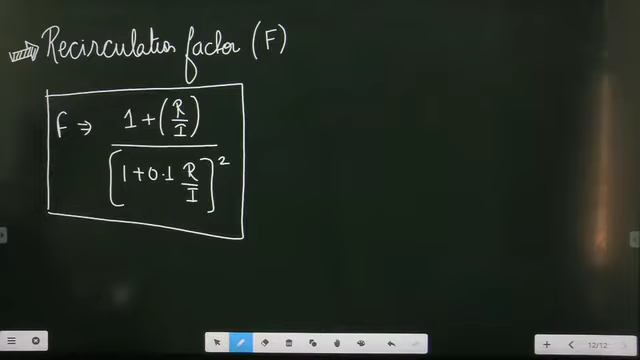 ⇒ Recirculation factor (F)
F ⇒ 1 + (R/I) / [1 + 0.1 R/I]²
12/12